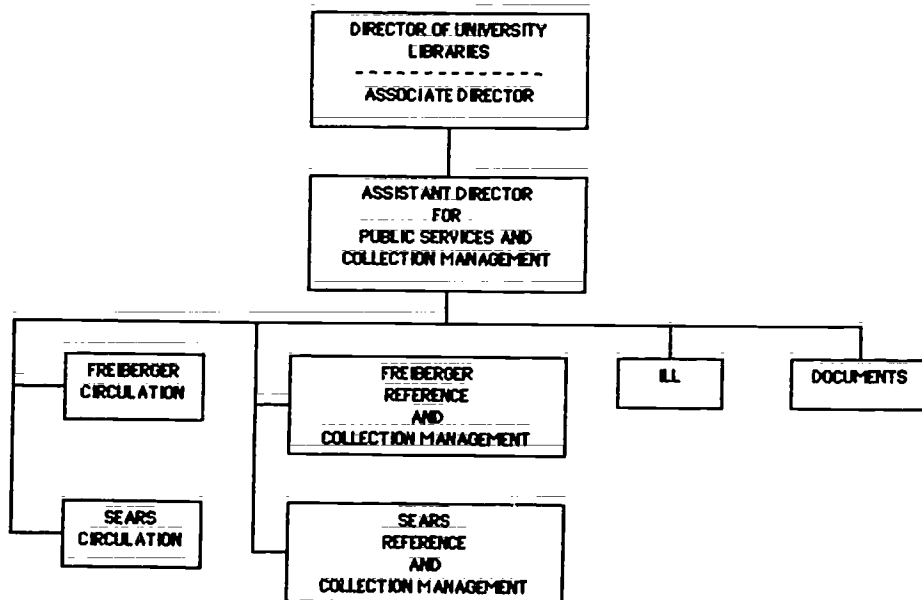 DIRECTOR OF UNIVERSITY
LIBRARIES
ASSOCIATE DIRECTOR
ASSISTANT DIRECTOR
FOR
PUBLIC SERVICES AND
COLLECTION MANAGEMENT
FREIBERGER
CIRCULATION
FREIBERGER
REFERENCE
AND
COLLECTION MANAGEMENT
ILL
DOCUMENTS
SEARS
CIRCULATION
SEARS
REFERENCE
AND
COLLECTION MANAGEMENT